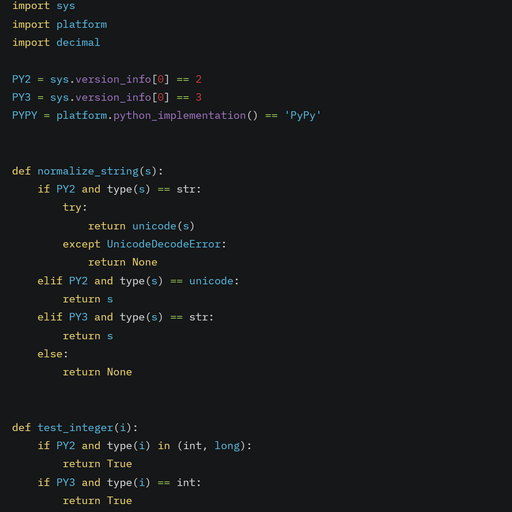 import sys
import platform
import decimal
PY2 = sys.version_info[0] == 2
PY3 = sys.version_info[0] == 3
PYPY = platform.python_implementation() == 'PyPy'
def normalize_string(s):
    if PY2 and type(s) == str:
        try:
            return unicode(s)
        except UnicodeDecodeError:
            return None
    elif PY2 and type(s) == unicode:
        return s
    elif PY3 and type(s) == str:
        return s
    else:
        return None
def test_integer(i):
    if PY2 and type(i) in (int, long):
        return True
    if PY3 and type(i) == int:
        return True